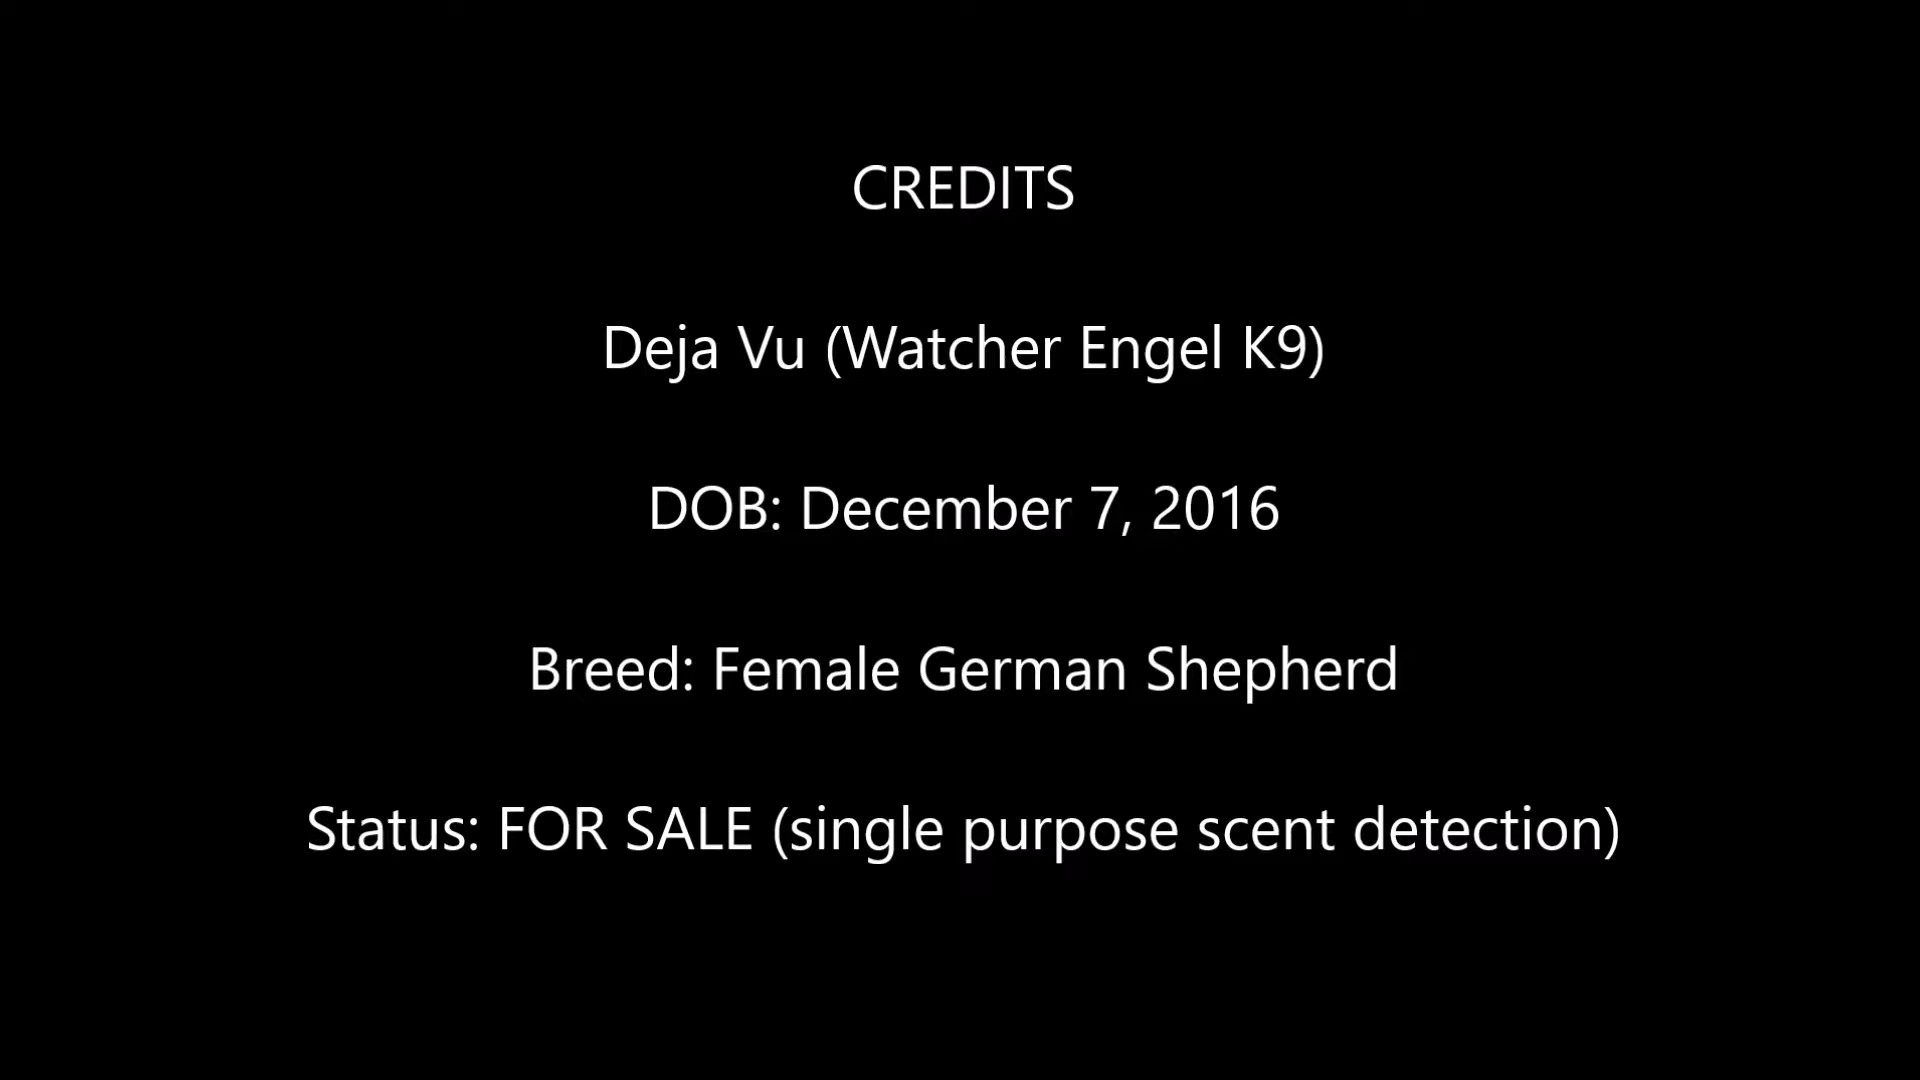 CREDITS
Deja Vu (Watcher Engel K9)
DOB: December 7, 2016
Breed: Female German Shepherd
Status: FOR SALE (single purpose scent detection)